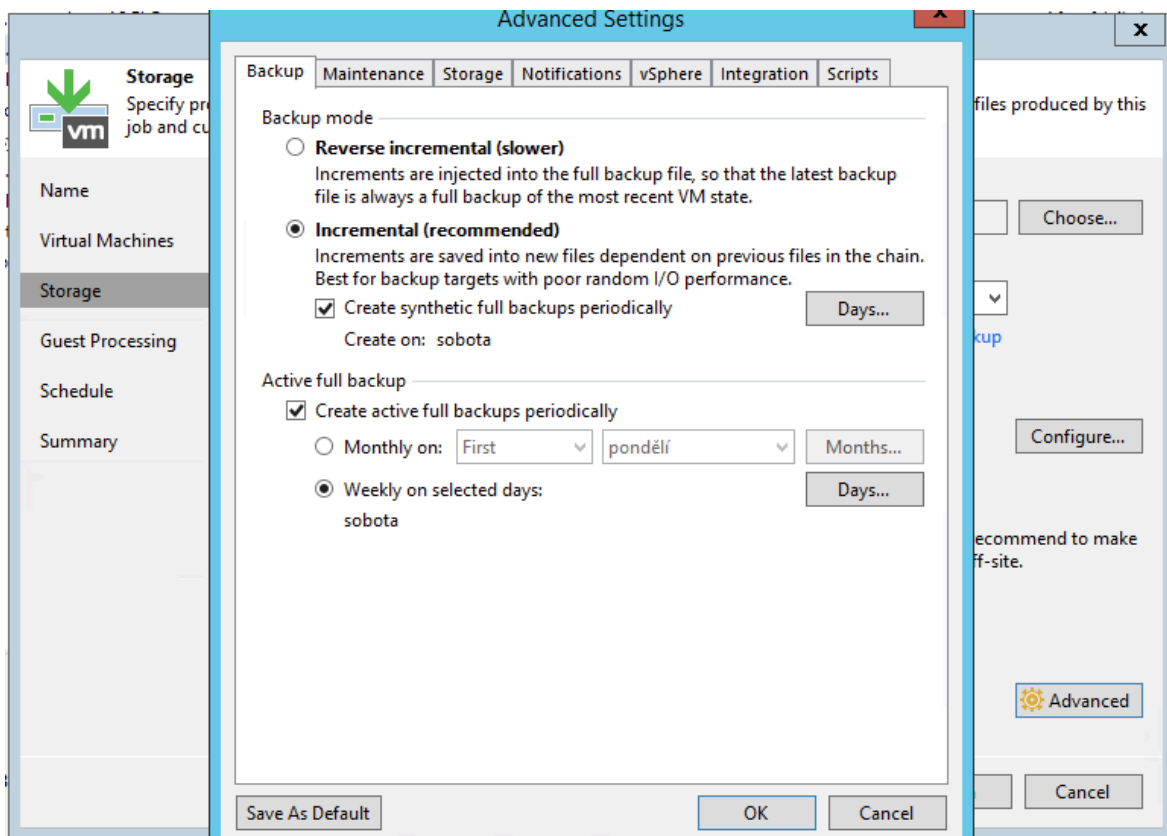 Advanced Settings
x
x
Storage
Specify pr
job and cu
files produced by this
vm
Name
Virtual Machines
Storage
Guest Processing
Schedule
Summary
Backup
Maintenance
Storage
Notifications
vSphere
Integration
Scripts
Backup mode
Reverse incremental (slower)
Increments are injected into the full backup file, so that the latest backup
file is always a full backup of the most recent VM state.
Incremental (recommended)
Increments are saved into new files dependent on previous files in the chain.
Best for backup targets with poor random I/O performance.
Create synthetic full backups periodically
Days...
Create on: sobota
Active full backup
Create active full backups periodically
Monthly on:
First
pondělí
Months...
Weekly on selected days:
Days...
sobota
Choose...
kup
Configure...
ecommend to make
ff-site.
Advanced
Save As Default
OK
Cancel
Cancel